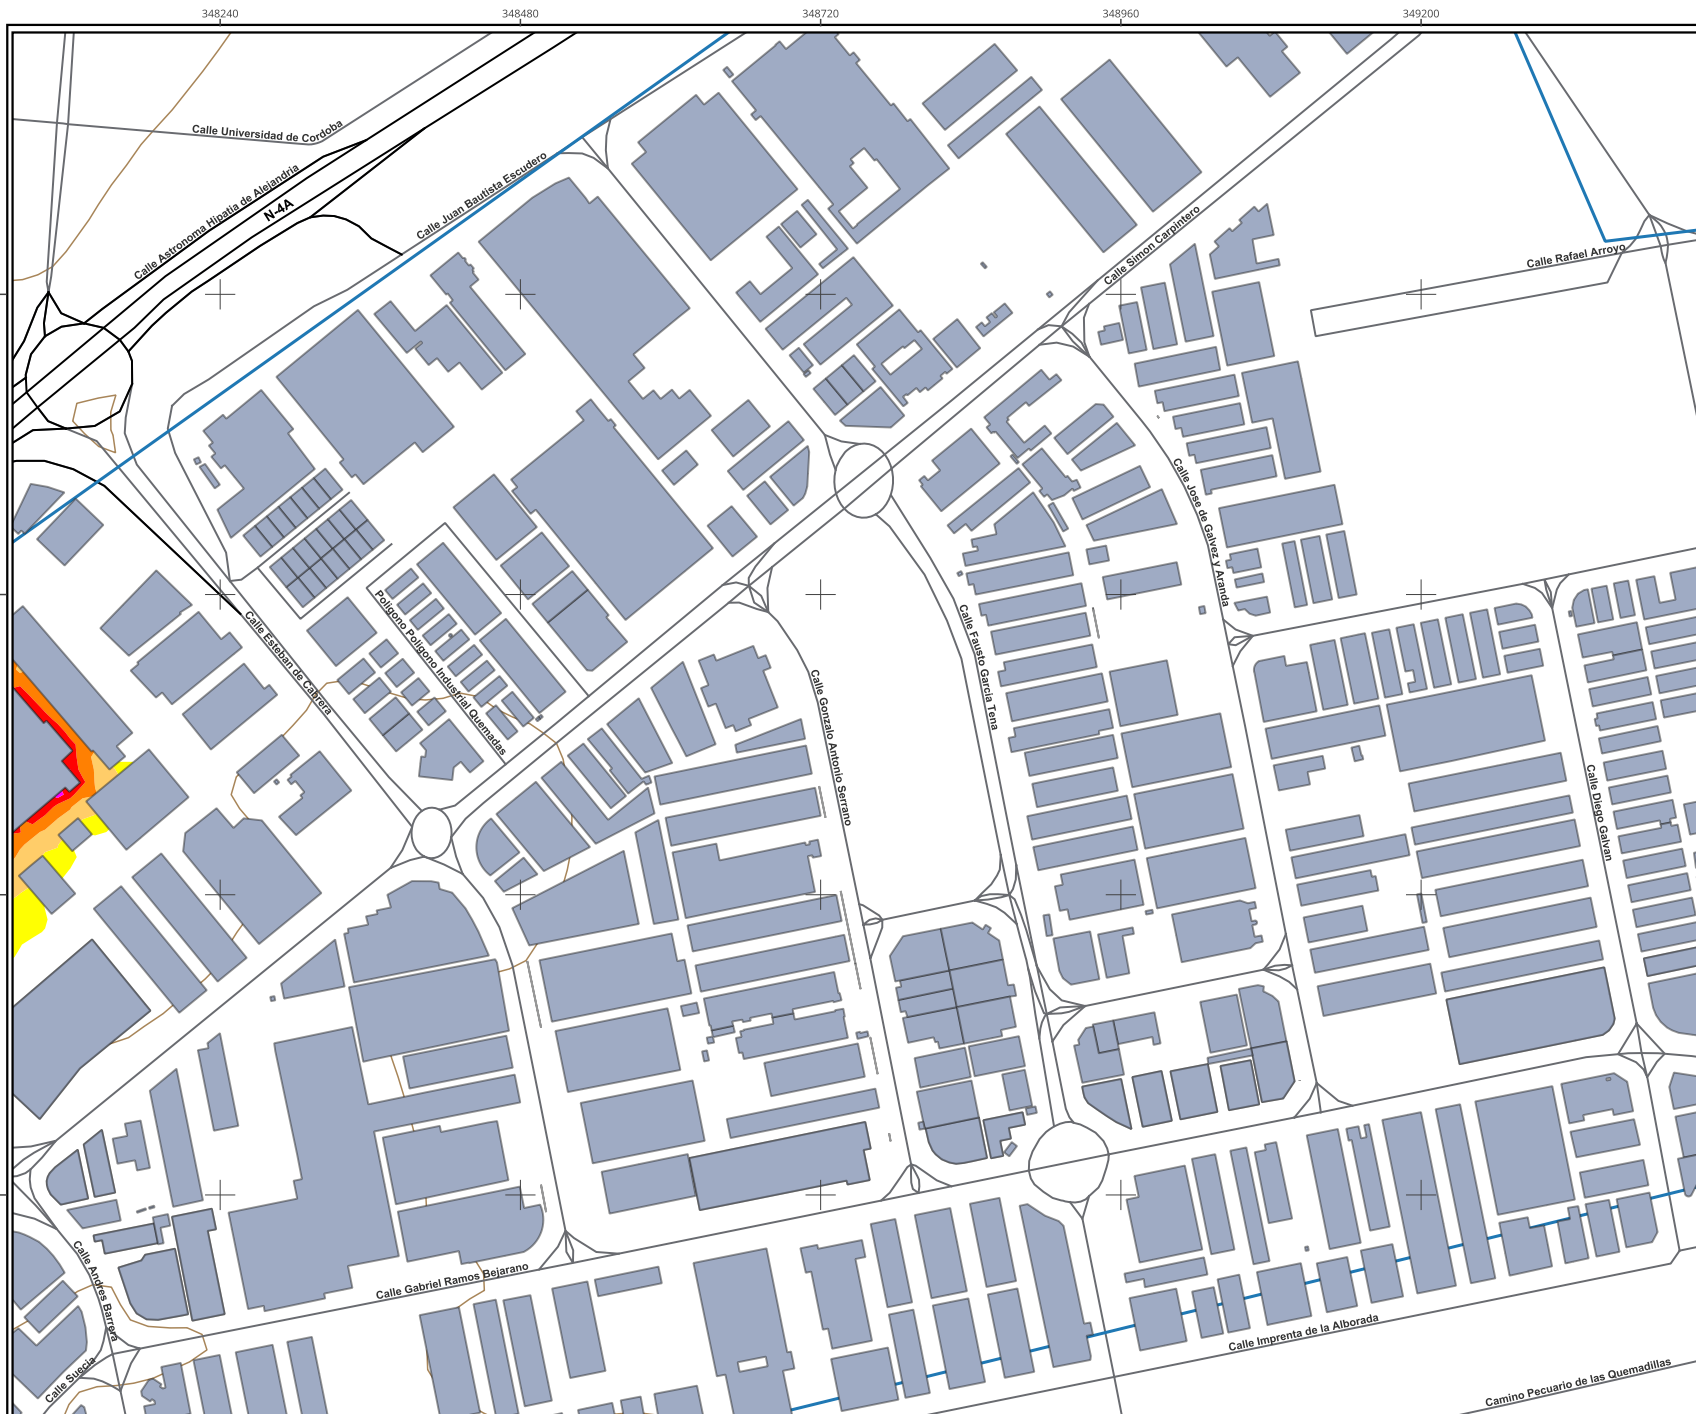 348240
348480
348720
348960
349200
Calle Universidad de Cordoba
Calle Astronoma Hipatia de Alejandria
N-4A
Calle Juan Bautista Escudero
Calle Simon Carpintero
Calle Rafael Arroyo
Calle Jose de Galvez y Aranda
Calle Esteban de Cabrera
Poligono Poligono Industrial Quemadas
Calle Fausto Garcia Tena
Calle Gonzalo Antonio Serrano
Calle Diego Galvan
Calle Andres Barrera
Calle Gabriel Ramos Bejarano
Calle Suecia
Calle Imprenta de la Alborada
Camino Pecuario de las Quemadillas